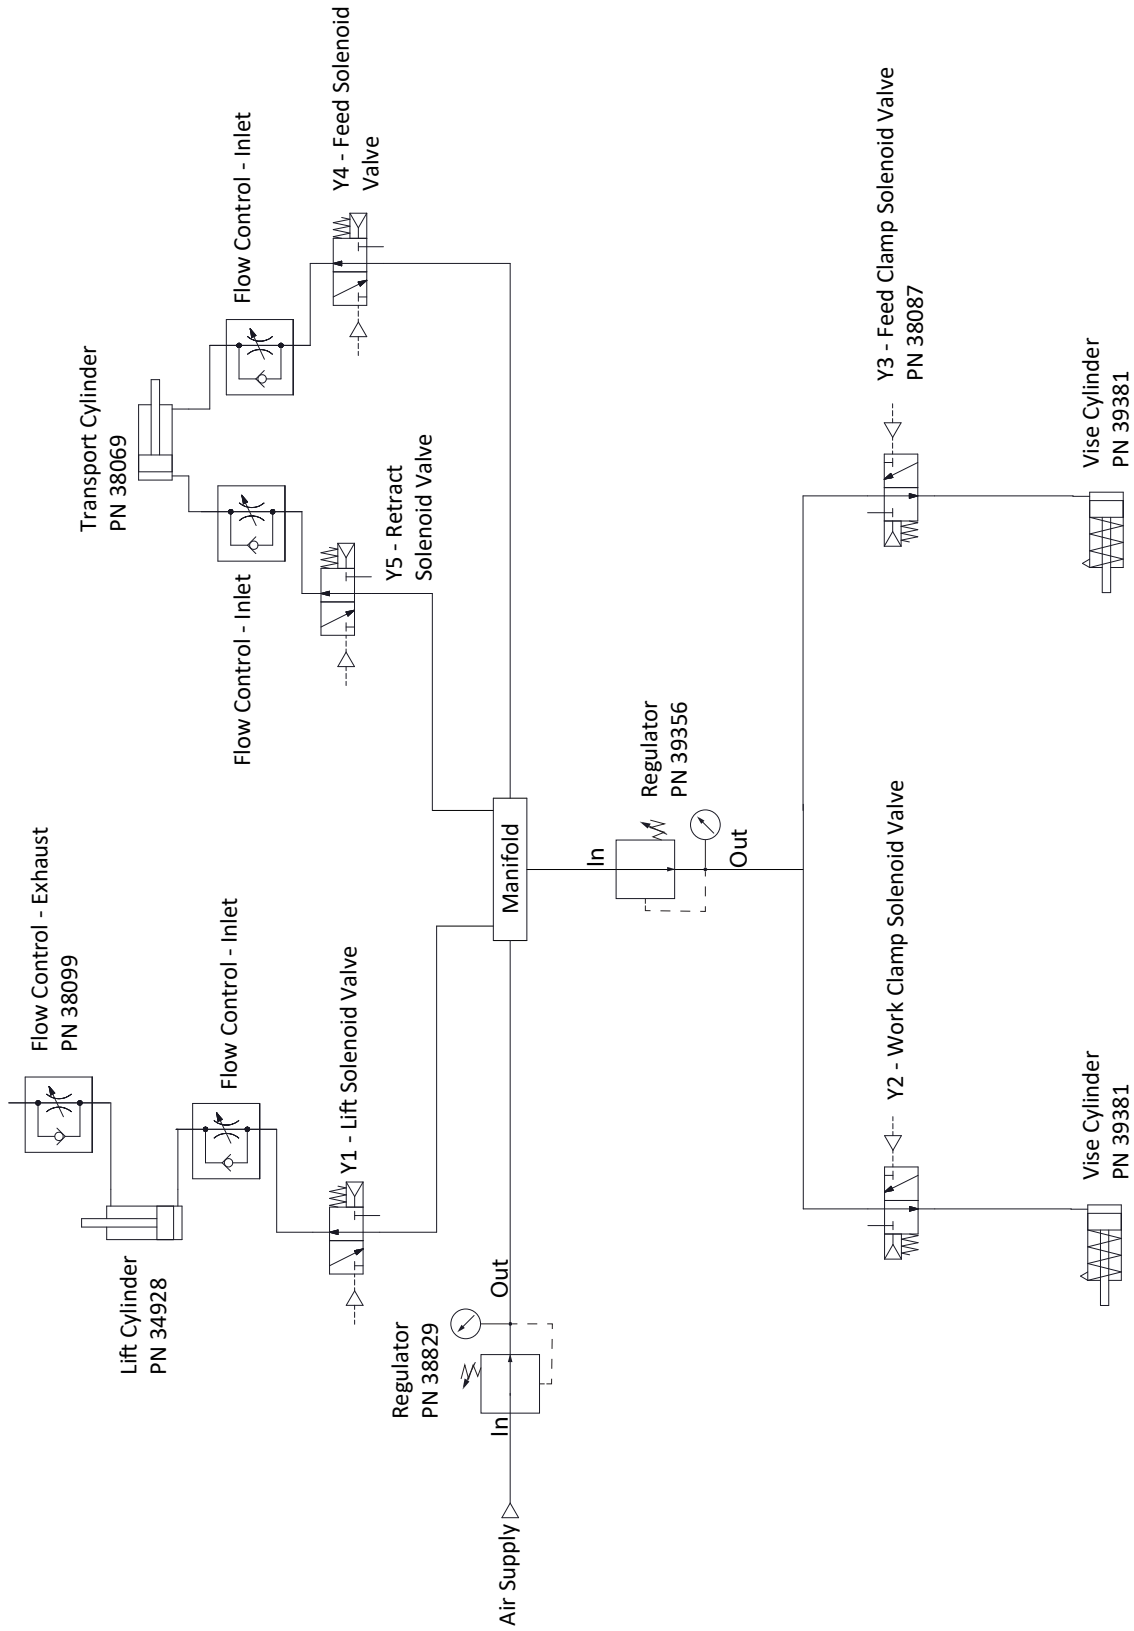 Flow Control - Exhaust
PN 38099
Lift Cylinder
PN 34928
Flow Control - Inlet
Y1 - Lift Solenoid Valve
Transport Cylinder
PN 38069
Flow Control - Inlet
Y5 - Retract
Solenoid Valve
Flow Control - Inlet
Y4 - Feed Solenoid
Valve
Air Supply
In
Regulator
PN 38829
Out
Manifold
In
Regulator
PN 39356
Out
Y2 - Work Clamp Solenoid Valve
Y3 - Feed Clamp Solenoid Valve
PN 38087
Vise Cylinder
PN 39381
Vise Cylinder
PN 39381